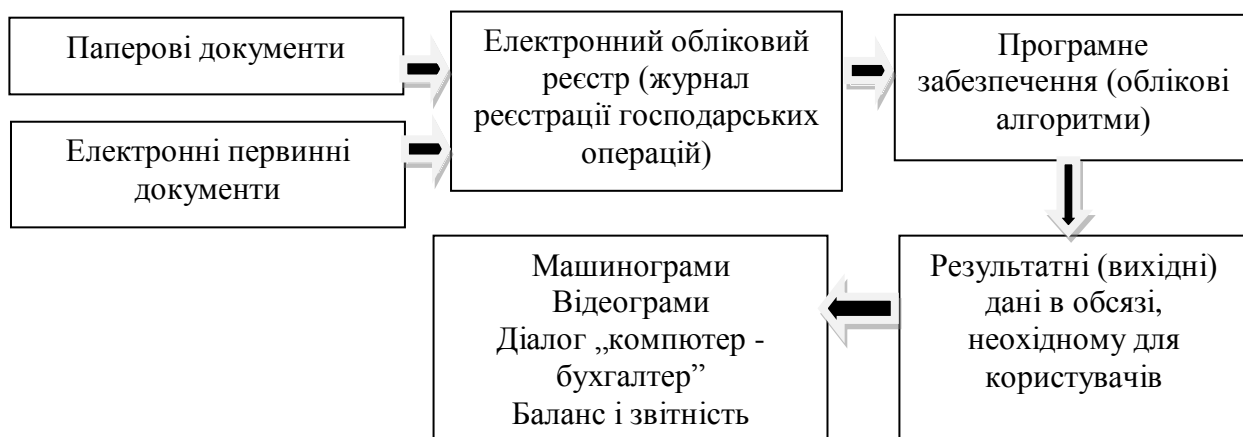 Паперові документи
Електронні первинні
документи
Електронний обліковий
реєстр (журнал
реєстрації господарських
операцій)
Програмне
забезпечення (облікові
алгоритми)
Результатні (вихідні)
дані в обсязі,
неохідному для
користувачів
Машинограми
Відеограми
Діалог „компютер -
бухгалтер”
Баланс і звітність